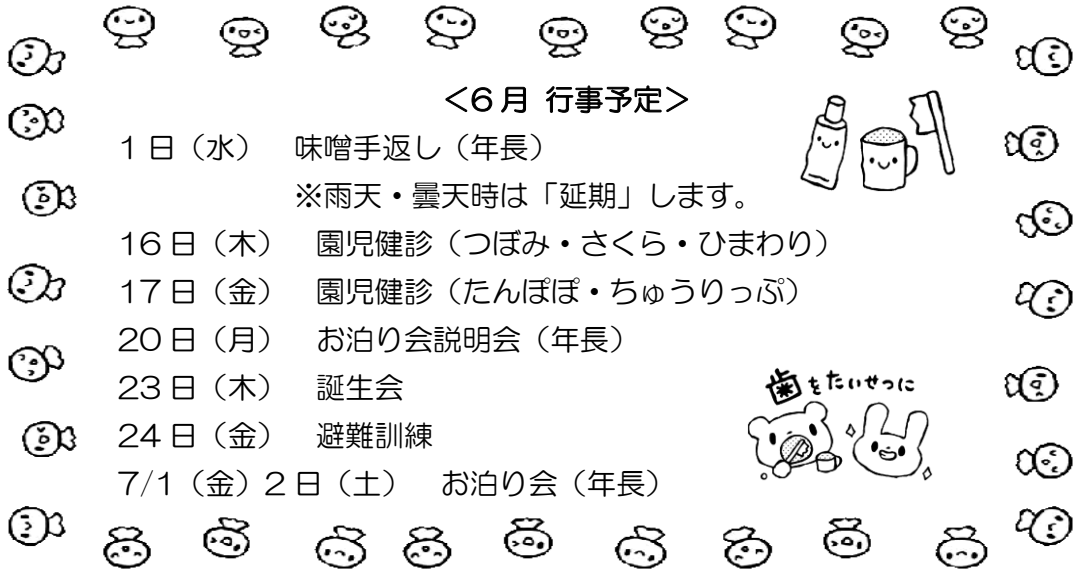 ＜6月 行事予定＞
1日（水） 味噌手返し（年長）
※雨天・曇天時は「延期」します。
16日（木） 園児健診（つぼみ・さくら・ひまわり）
17日（金） 園児健診（たんぽぽ・ちゅうりっぷ）
20日（月） お泊り会説明会（年長）
23日（木） 誕生会
歯をたいせつに
24日（金） 避難訓練
7/1（金）2日（土） お泊り会（年長）